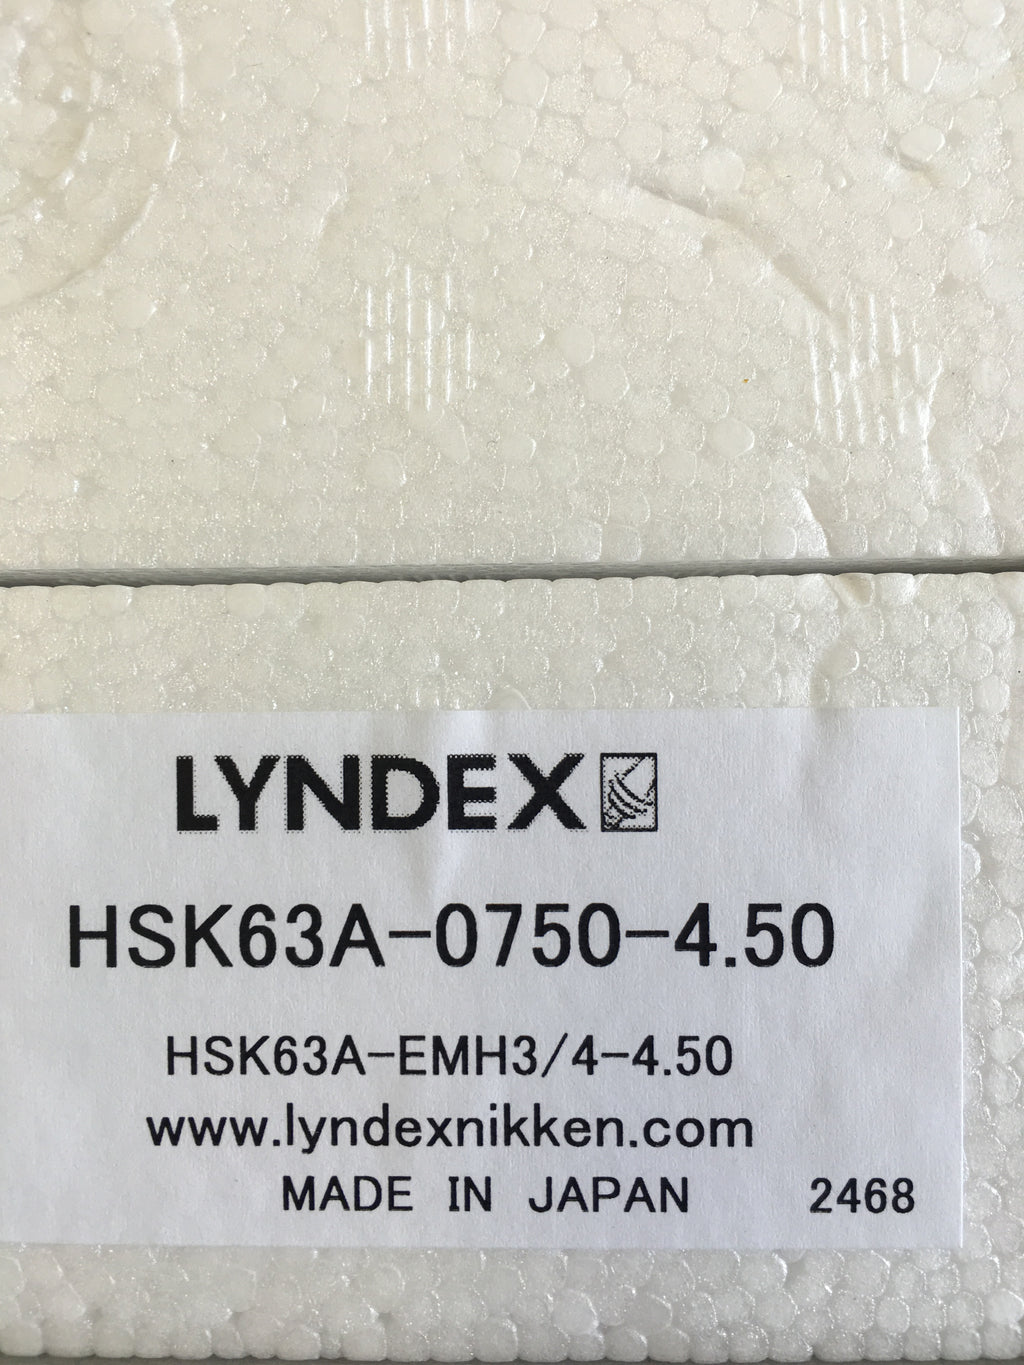 LYNDEX
HSK63A-0750-4.50
HSK63A-EMH3/4-4.50
www.lyndexnikken.com
MADE IN JAPAN 2468